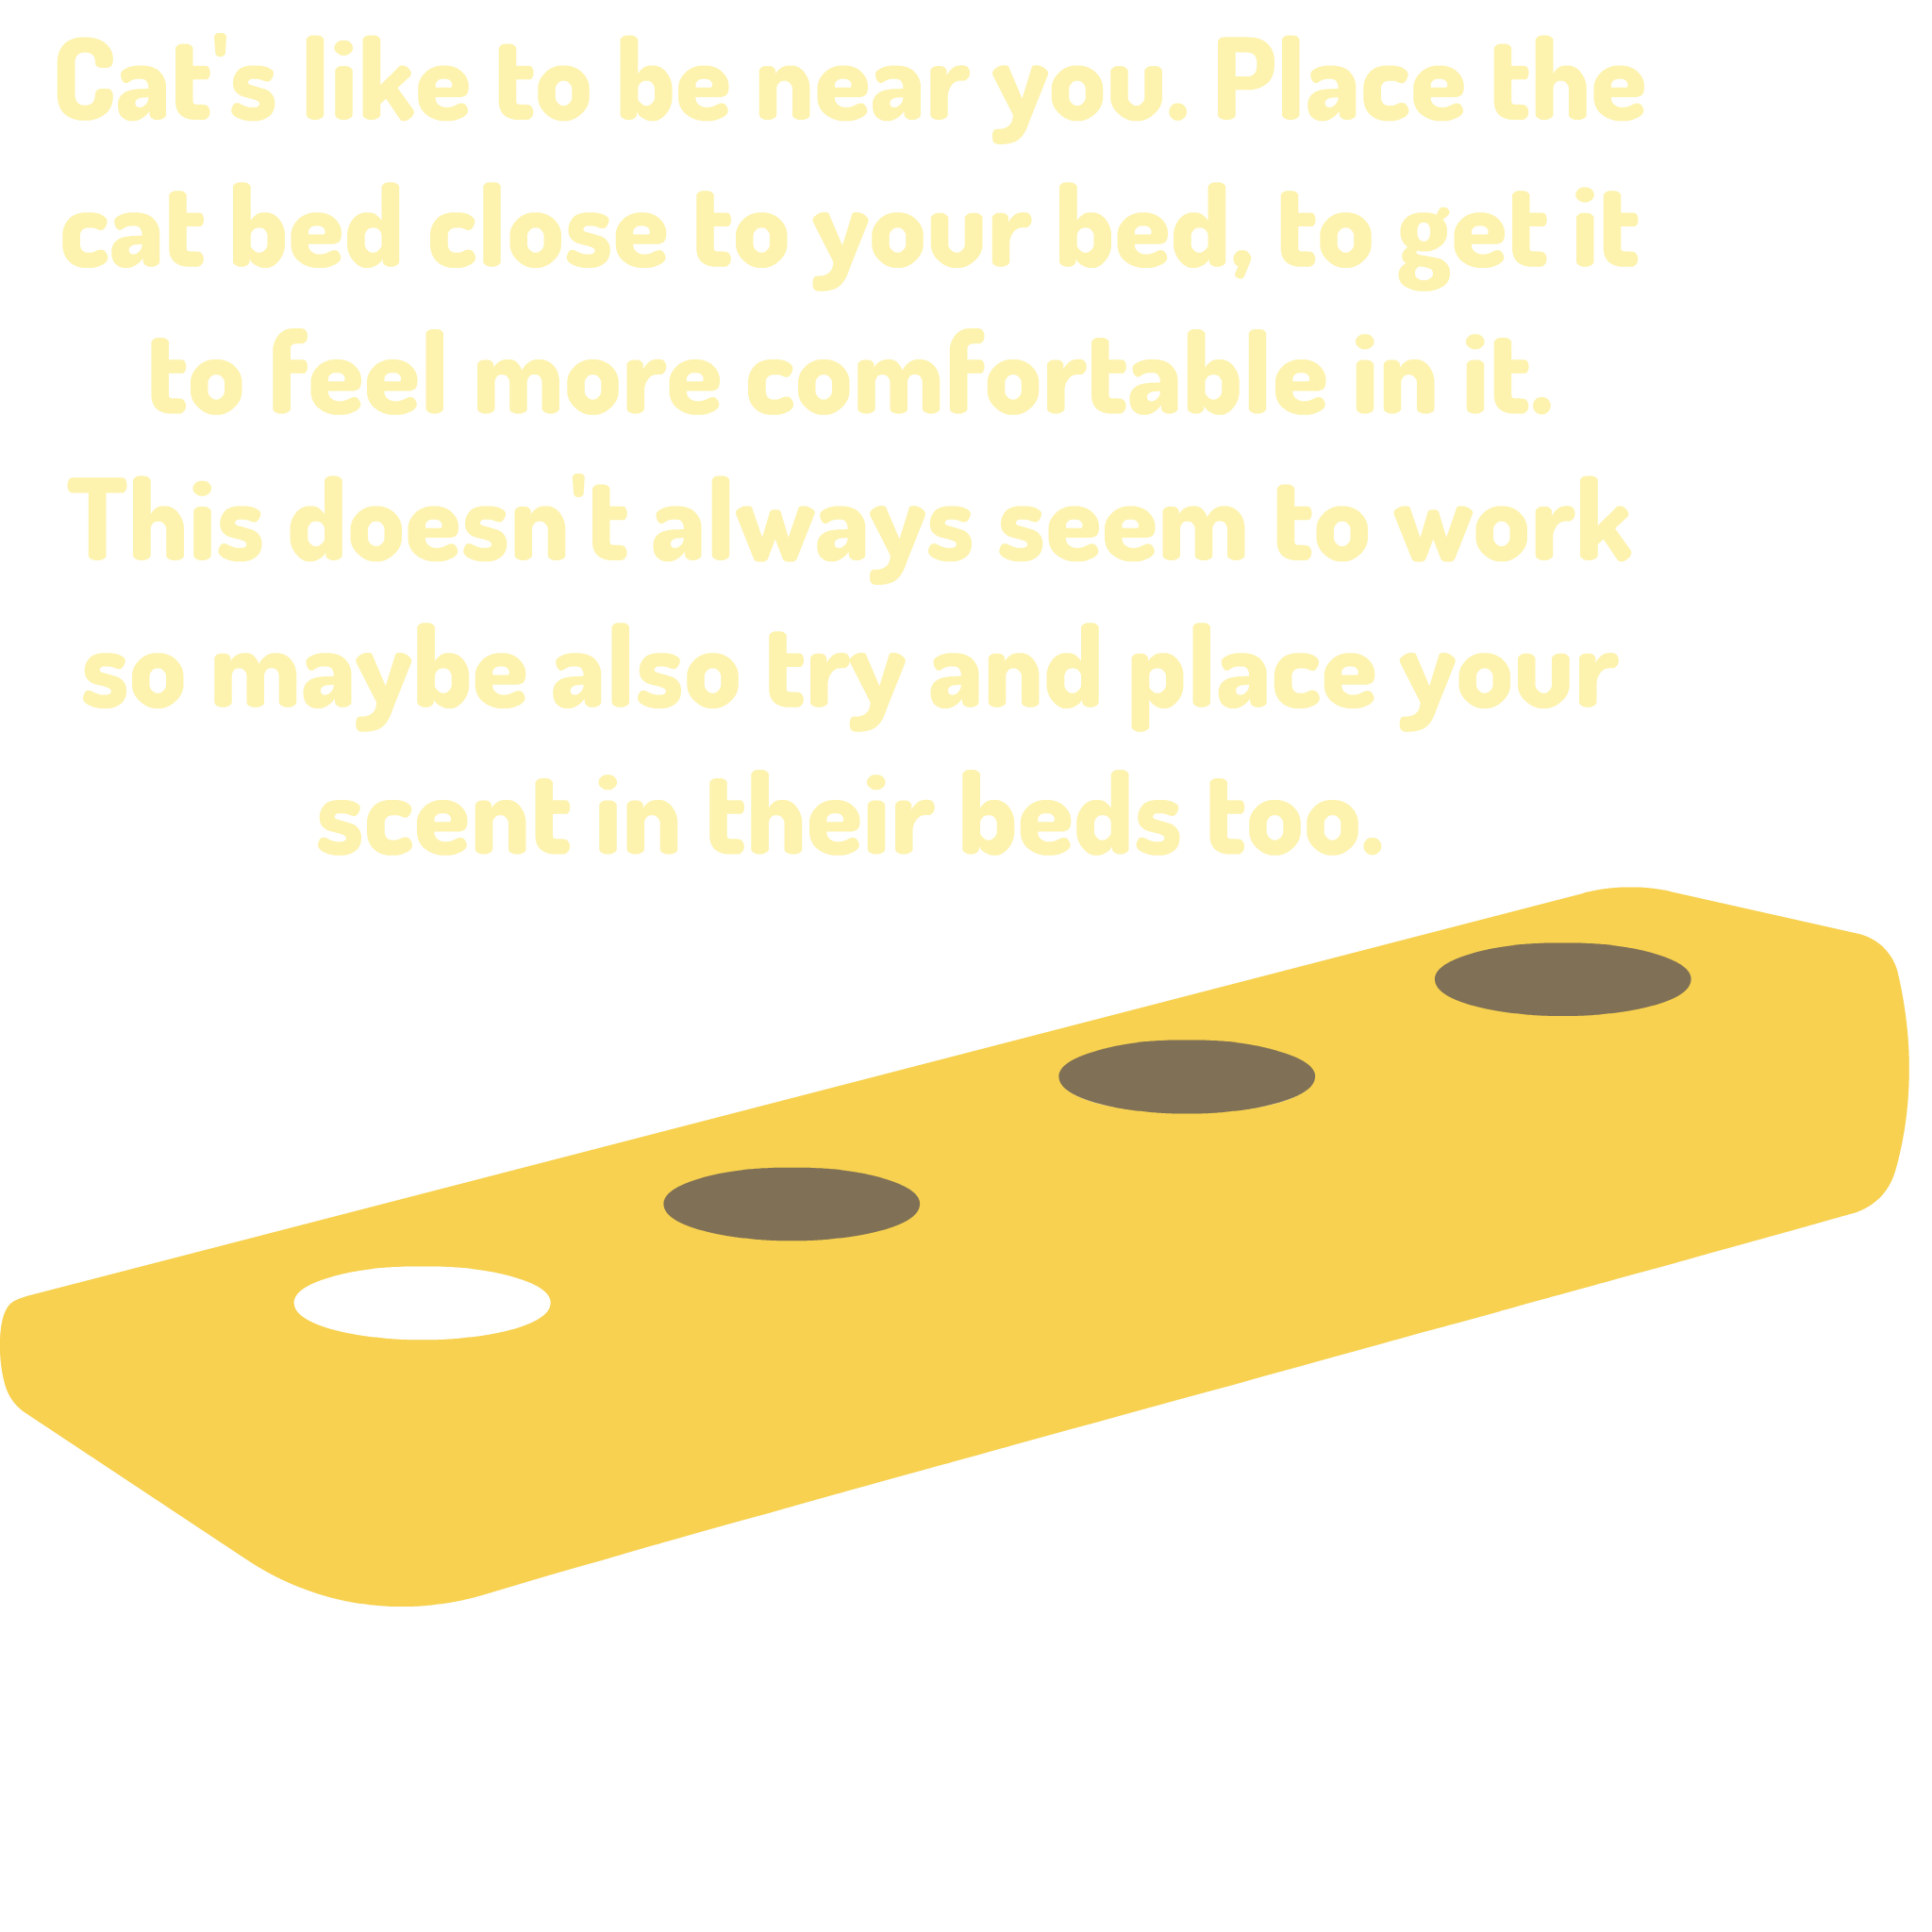 Cat's like to be near you. Place the
cat bed close to your bed, to get it
to feel more comfortable in it.
This doesn't always seem to work
so maybe also try and place your
scent in their beds too.